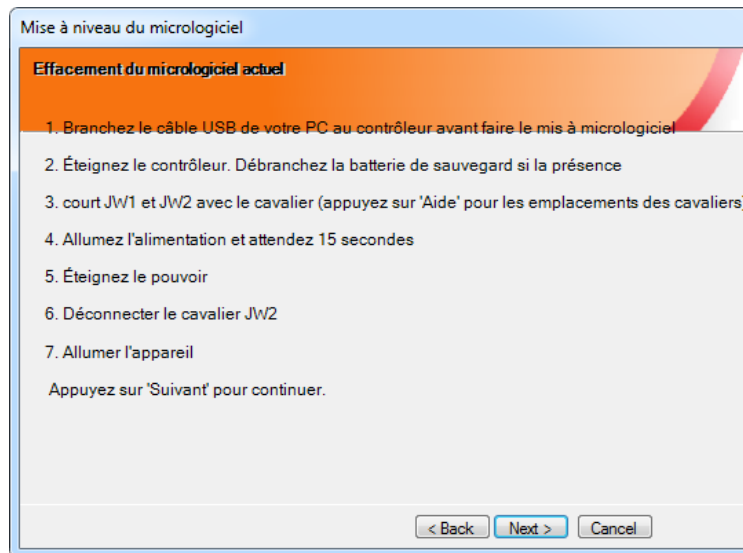 Mise à niveau du micrologiciel
Effacement du micrologiciel actuel
1. Branchez le câble USB de votre PC au contrôleur avant faire le mis à micrologiciel
2. Éteignez le contrôleur. Débranchez la batterie de sauvegard si la présence
3. court JW1 et JW2 avec le cavalier (appuyez sur 'Aide' pour les emplacements des cavaliers)
4. Allumez l'alimentation et attendez 15 secondes
5. Éteignez le pouvoir
6. Déconnecter le cavalier JW2
7. Allumer l'appareil
Appuyez sur 'Suivant' pour continuer.
< Back Next > Cancel